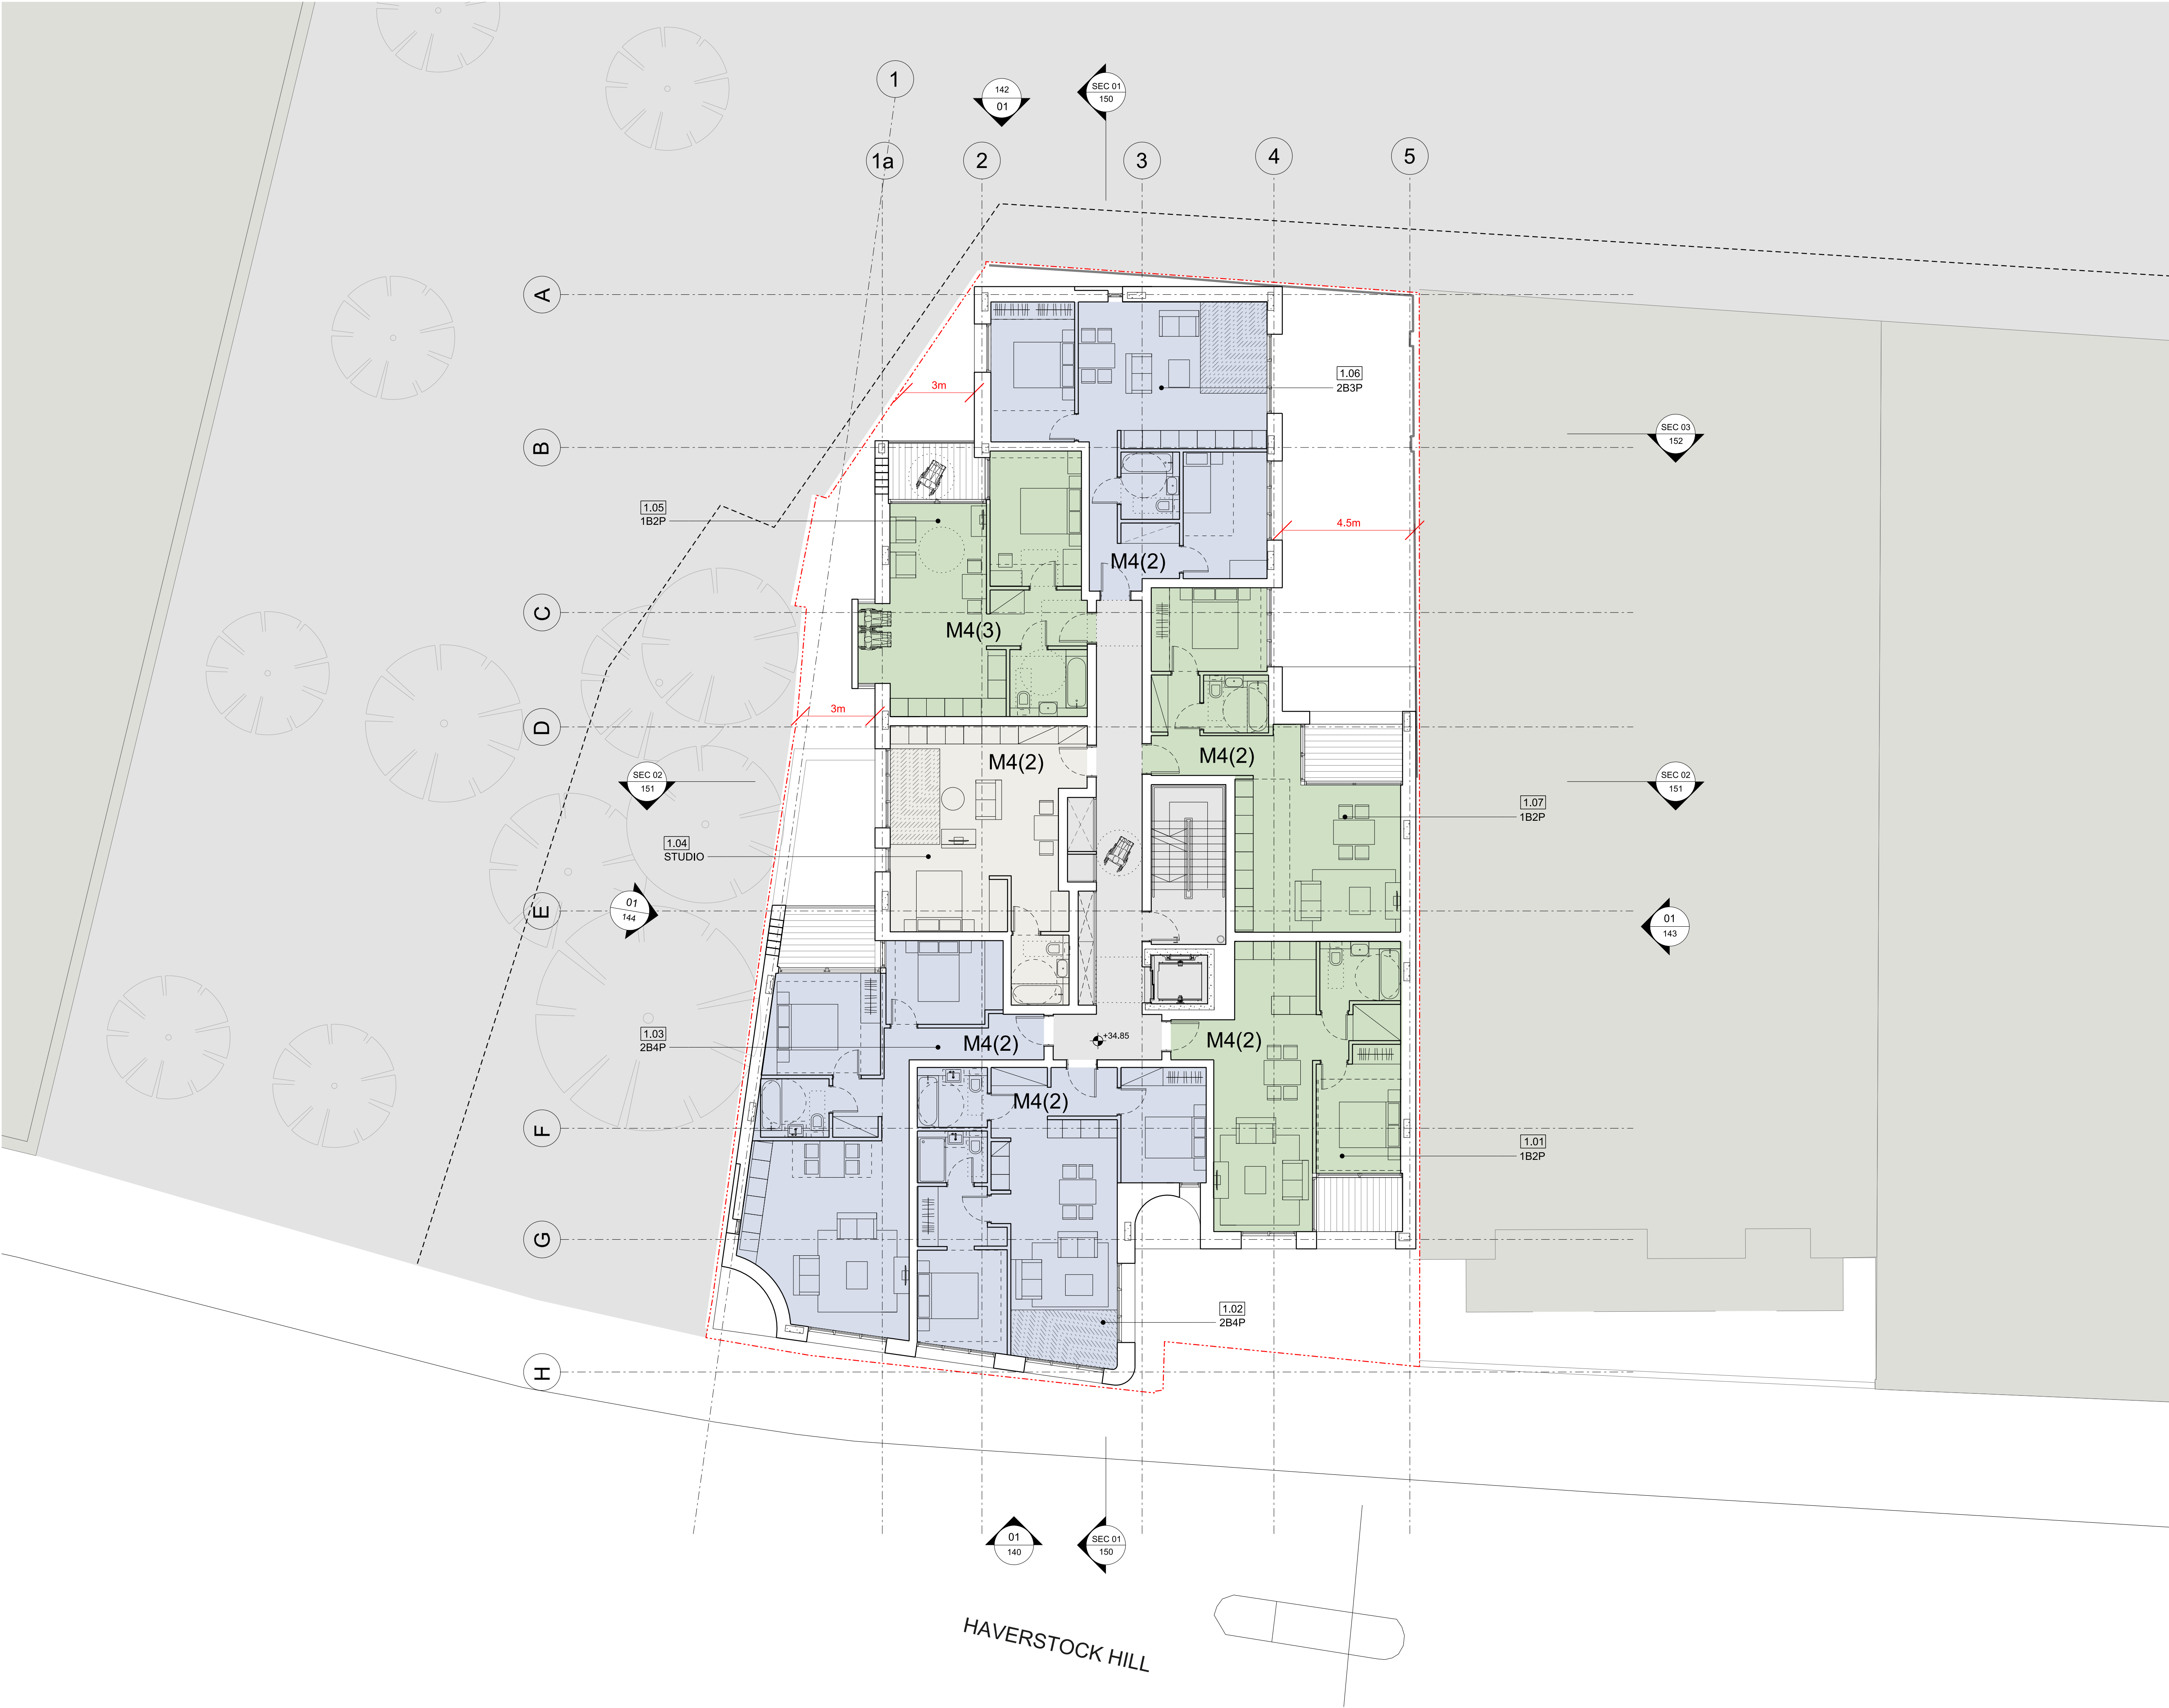 1
142
01
SEC 01
150
1a
2
3
4
5
A
3m
1.06
2B3P
SEC 03
152
B
1.05
1B2P
4.5m
M4(2)
C
M4(3)
3m
D
M4(2)
M4(2)
SEC 02
151
SEC 02
151
1.07
1B2P
1.04
STUDIO
E
01
144
01
143
1.03
2B4P
M4(2)
+34.85
M4(2)
M4(2)
F
1.01
1B2P
G
1.02
2B4P
H
01
140
SEC 01
150
HAVERSTOCK HILL